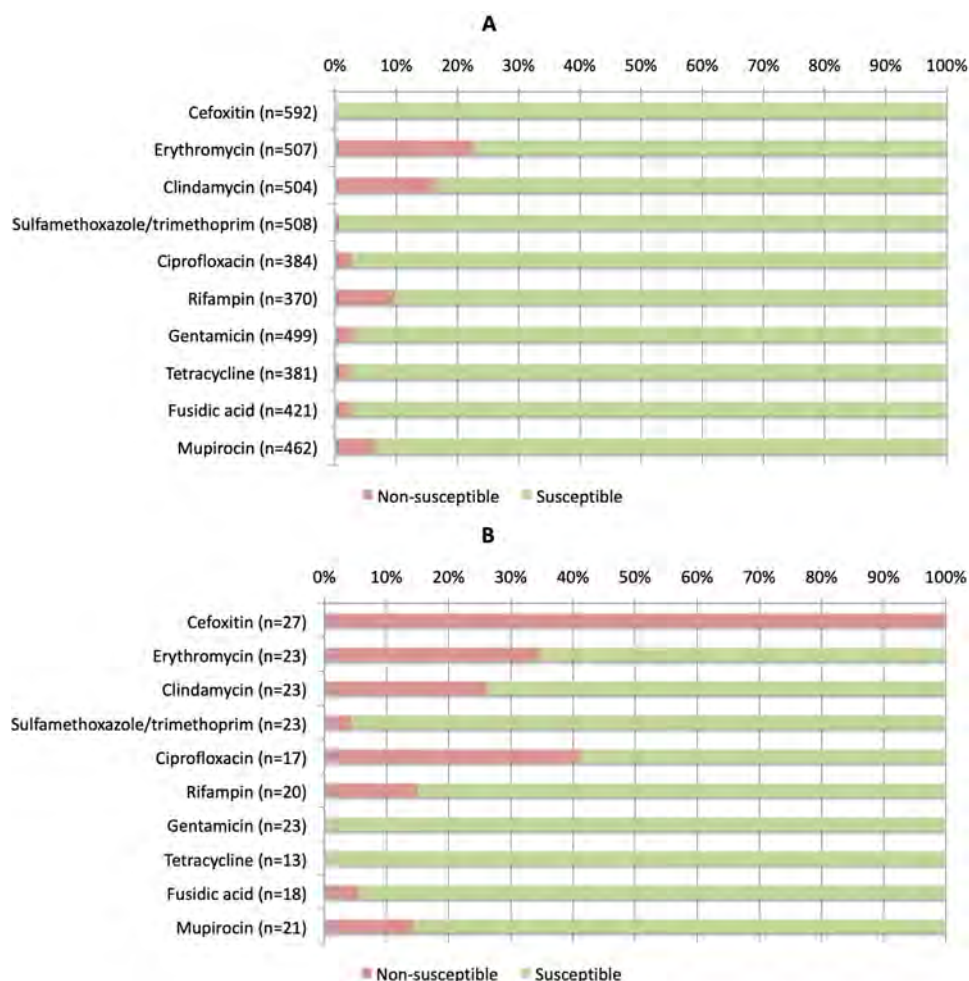 A
0% 10% 20% 30% 40% 50% 60% 70% 80% 90% 100%
Cefoxitin (n=592)
Erythromycin (n=507)
Clindamycin (n=504)
Sulfamethoxazole/trimethoprim (n=508)
Ciprofloxacin (n=384)
Rifampin (n=370)
Gentamicin (n=499)
Tetracycline (n=381)
Fusidic acid (n=421)
Mupirocin (n=462)
Non-susceptible Susceptible
B
0% 10% 20% 30% 40% 50% 60% 70% 80% 90% 100%
Cefoxitin (n=27)
Erythromycin (n=23)
Clindamycin (n=23)
Sulfamethoxazole/trimethoprim (n=23)
Ciprofloxacin (n=17)
Rifampin (n=20)
Gentamicin (n=23)
Tetracycline (n=13)
Fusidic acid (n=18)
Mupirocin (n=21)
Non-susceptible Susceptible